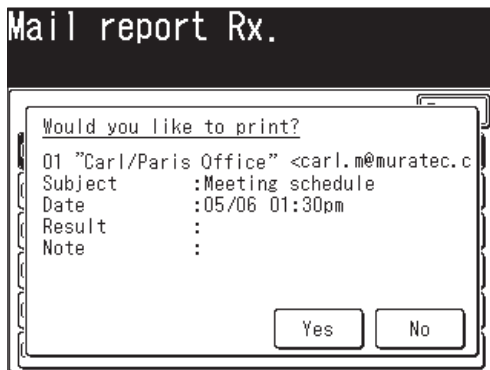 Mail report Rx.
Would you like to print?
01 "Carl/Paris Office" <carl.m@muratec.c
Subject :Meeting schedule
Date :05/06 01:30pm
Result :
Note :
Yes No